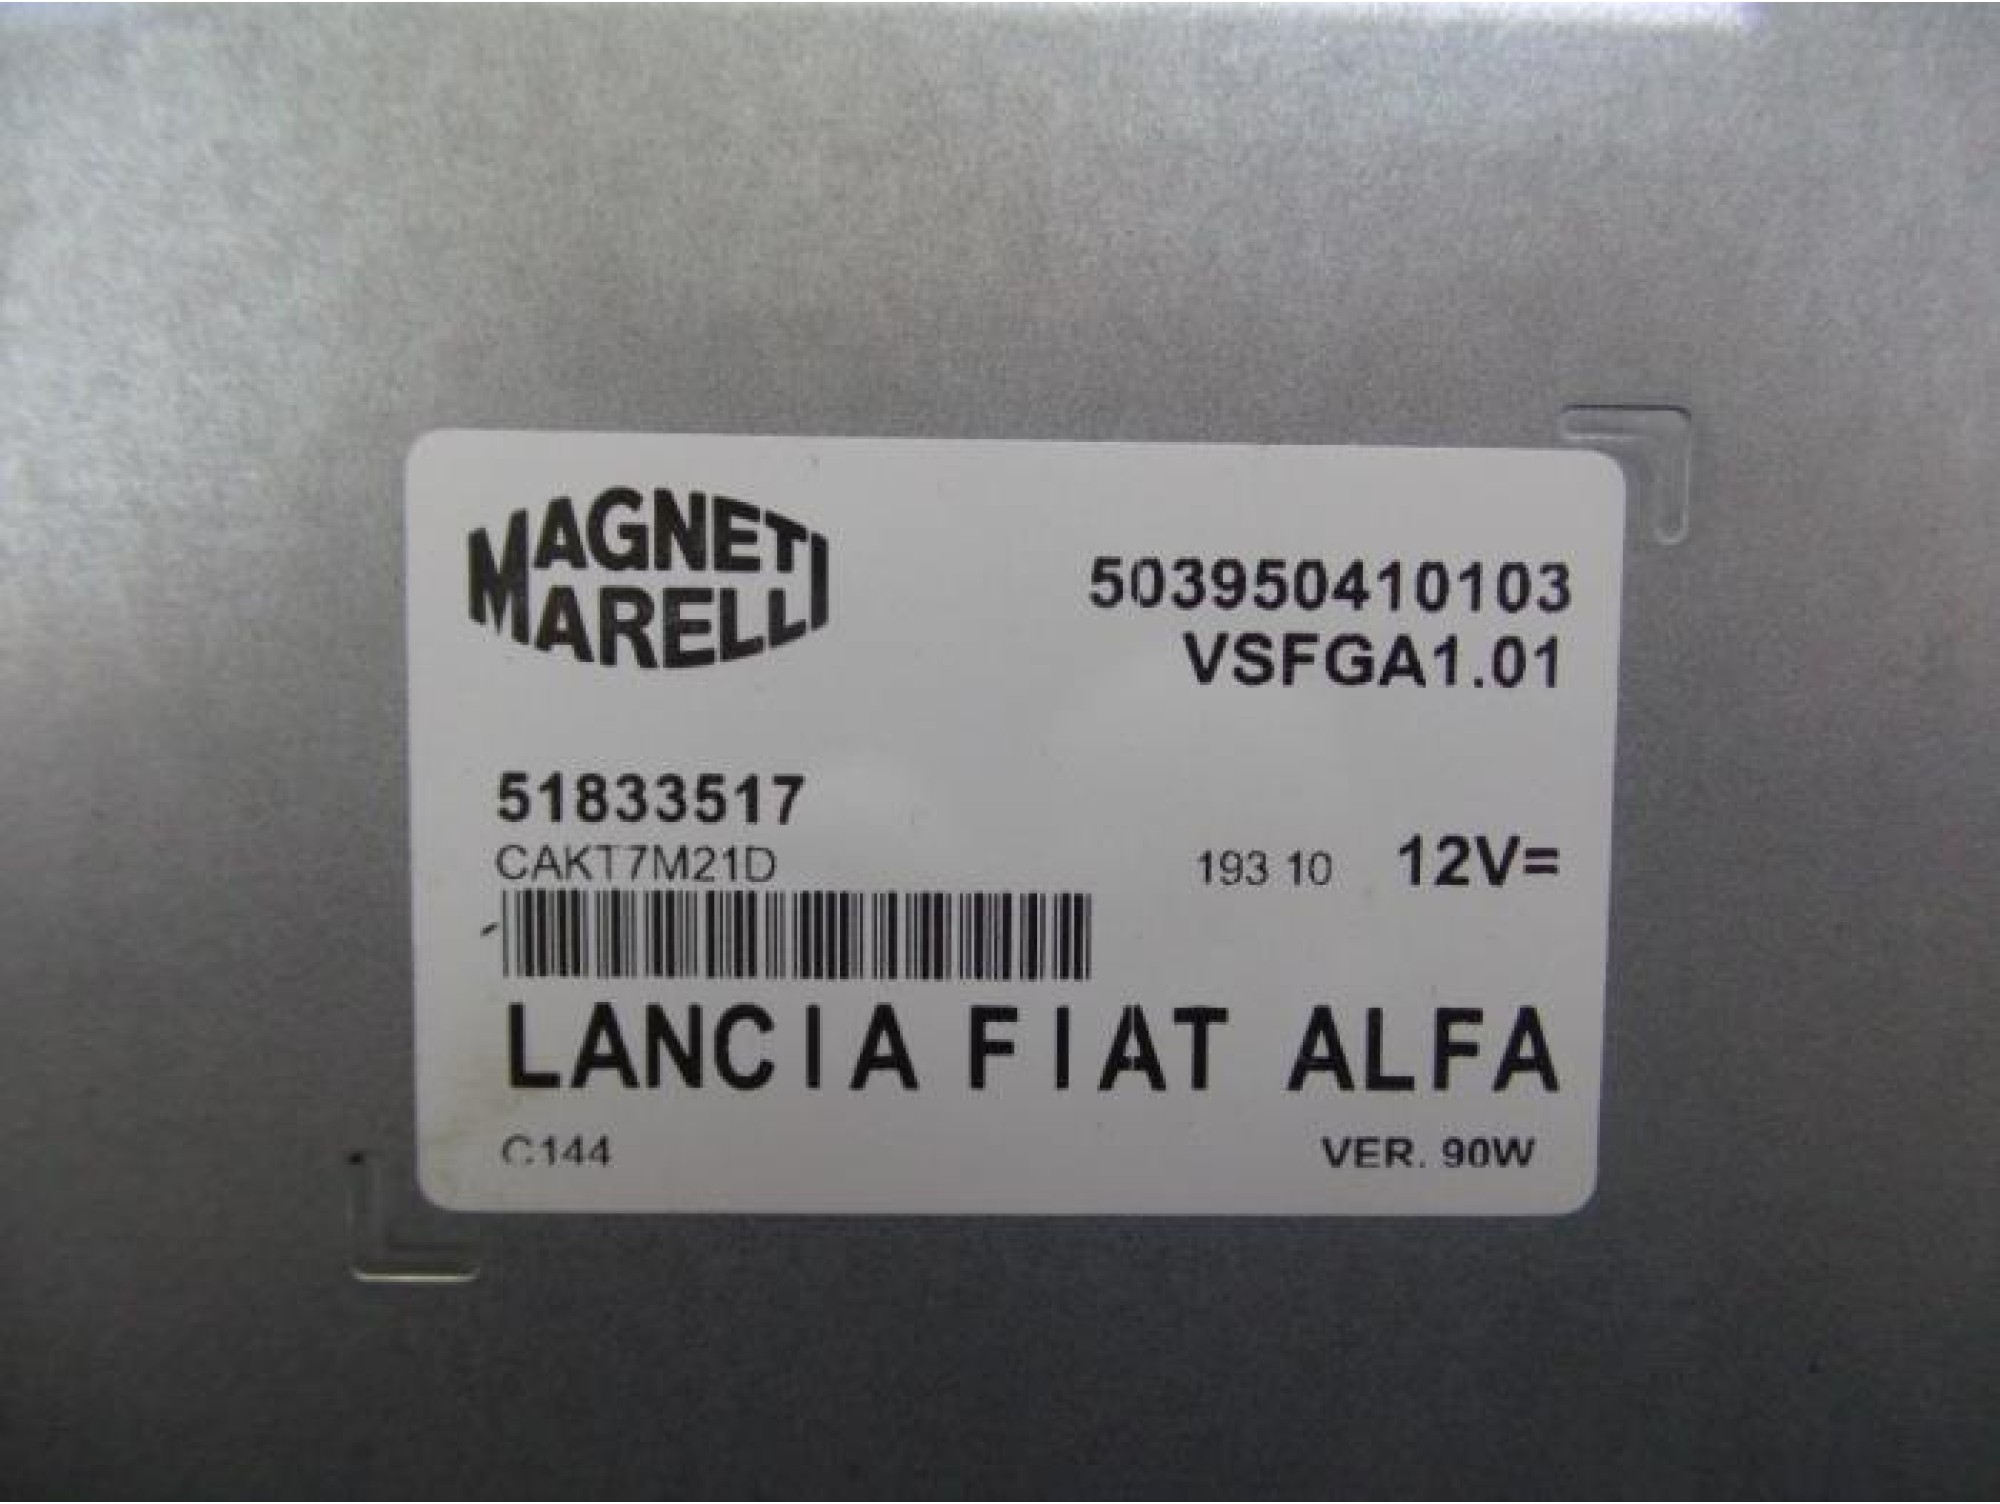 MAGNETI
MARELLI
503950410103
VSFGA1.01
51833517
CAKT7M21D
193 10 12V=
LANCIA FIAT ALFA
C144 VER. 90W